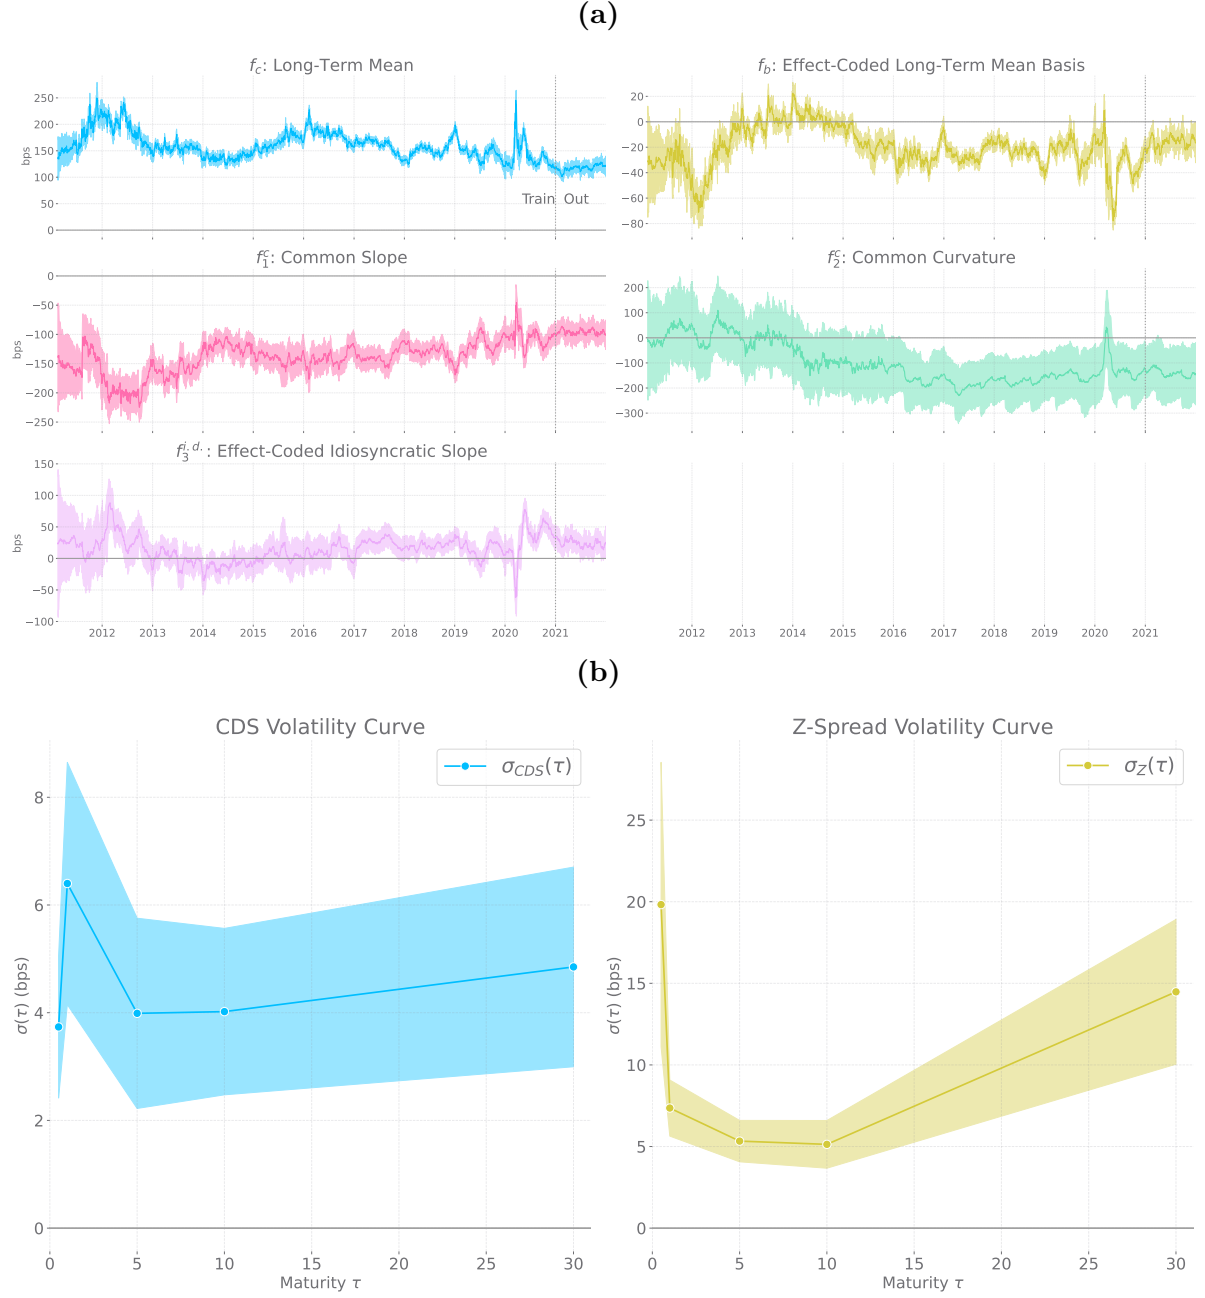 (a)
f_c: Long-Term Mean
250
200
150
100
50
0
bps
Train Out
f_b: Effect-Coded Long-Term Mean Basis
20
0
−20
−40
−60
−80
f_1^c: Common Slope
0
−50
−100
−150
−200
−250
bps
f_2^c: Common Curvature
200
100
0
−100
−200
−300
f_3^{i.d.}: Effect-Coded Idiosyncratic Slope
150
100
50
0
−50
−100
bps
2012 2013 2014 2015 2016 2017 2018 2019 2020 2021
2012 2013 2014 2015 2016 2017 2018 2019 2020 2021
(b)
CDS Volatility Curve
σ_CDS(τ)
8
6
4
2
0
σ(τ) (bps)
0 5 10 15 20 25 30
Maturity τ
Z-Spread Volatility Curve
σ_Z(τ)
25
20
15
10
5
0
σ(τ) (bps)
0 5 10 15 20 25 30
Maturity τ